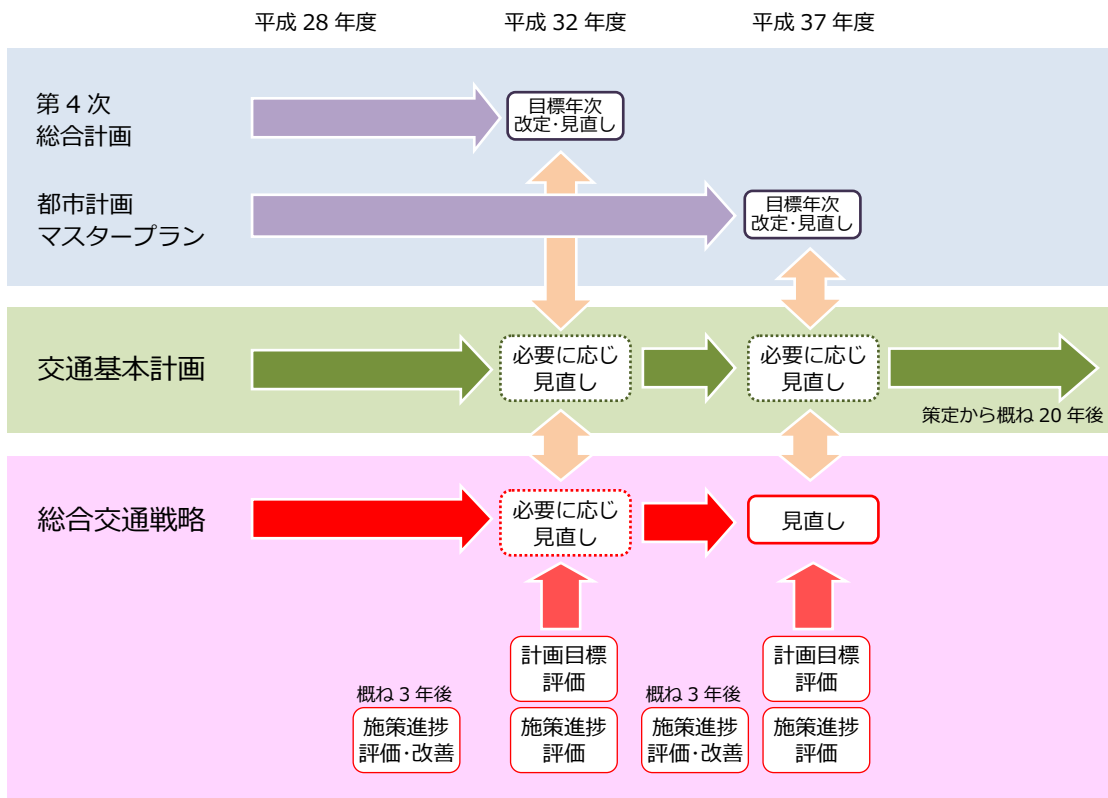 平成 28 年度
平成 32 年度
平成 37 年度
第4次
総合計画
目標年次
改定・見直し
都市計画
マスタープラン
目標年次
改定・見直し
交通基本計画
必要に応じ
見直し
必要に応じ
見直し
策定から概ね 20 年後
総合交通戦略
必要に応じ
見直し
見直し
計画目標
評価
計画目標
評価
概ね 3 年後
施策進捗
評価・改善
施策進捗
評価
概ね 3 年後
施策進捗
評価・改善
施策進捗
評価